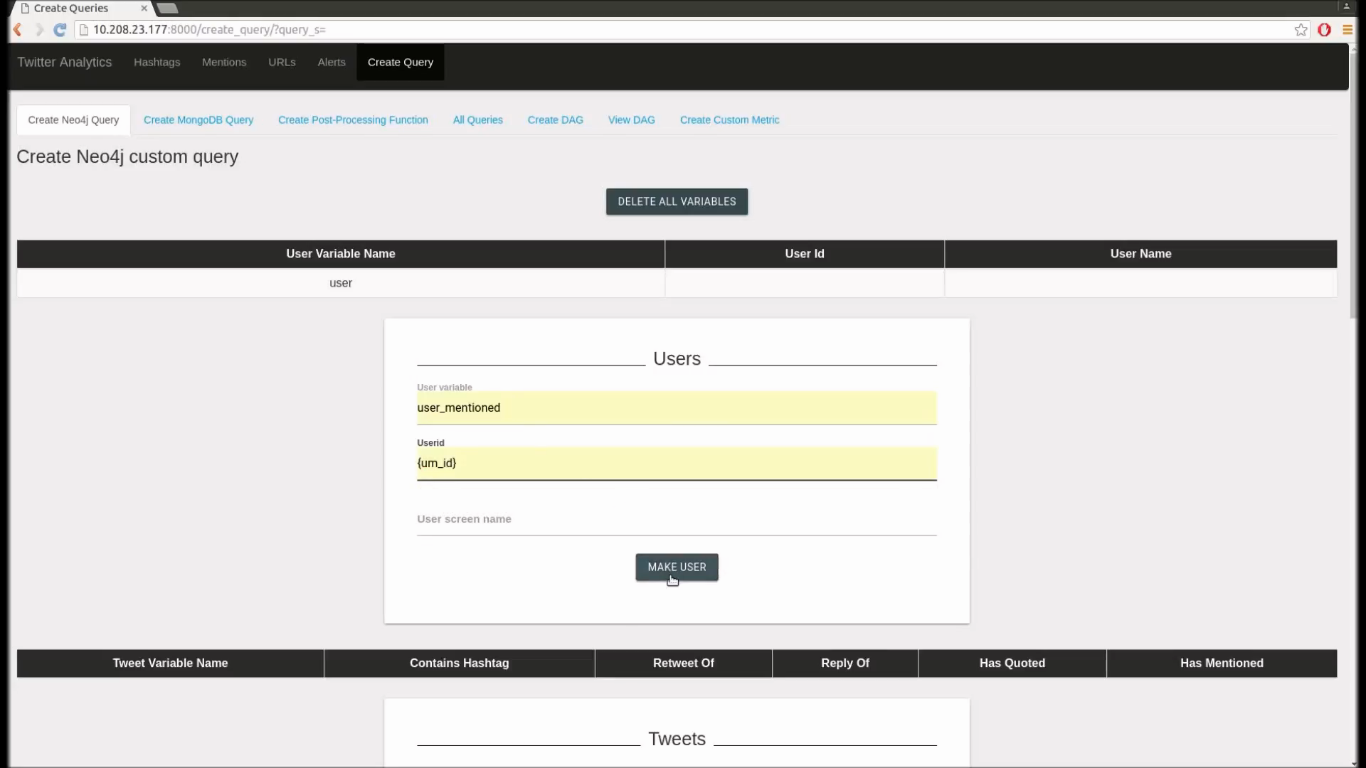 Create Queries
10.208.23.177:8000/create_query/?query_s=
Twitter Analytics Hashtags Mentions URLs Alerts Create Query
Create Neo4j Query Create MongoDB Query Create Post-Processing Function All Queries Create DAG View DAG Create Custom Metric
Create Neo4j custom query
DELETE ALL VARIABLES
User Variable Name User Id User Name
user
Users
User variable
user_mentioned
Userid
{um_id}
User screen name
MAKE USER
Tweet Variable Name Contains Hashtag Retweet Of Reply Of Has Quoted Has Mentioned
Tweets